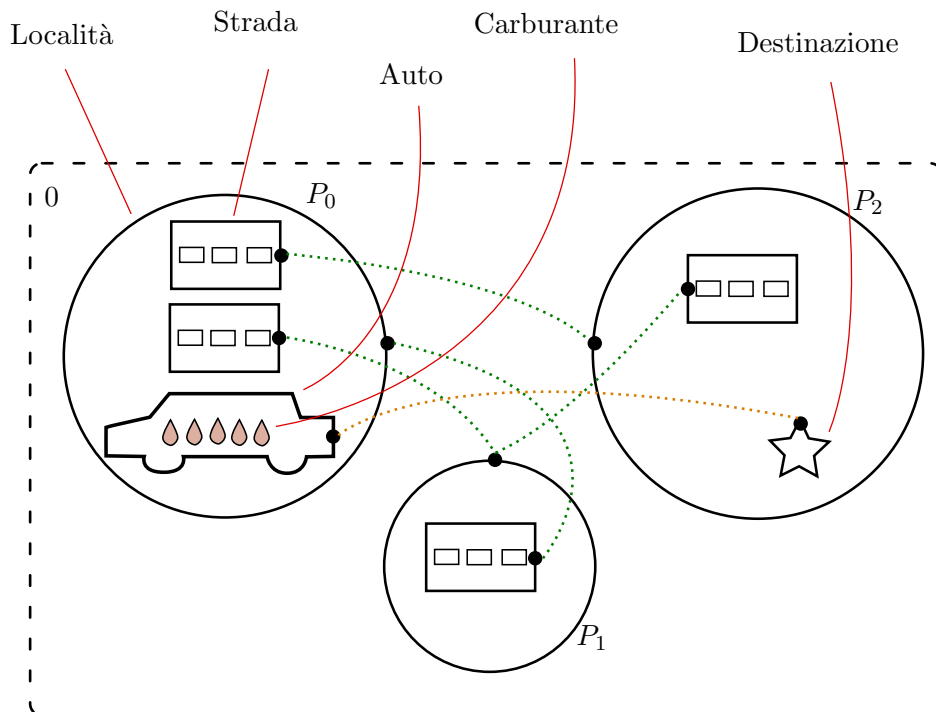 Località
Strada
Carburante
Destinazione
Auto
0
P₀
P₂
P₁